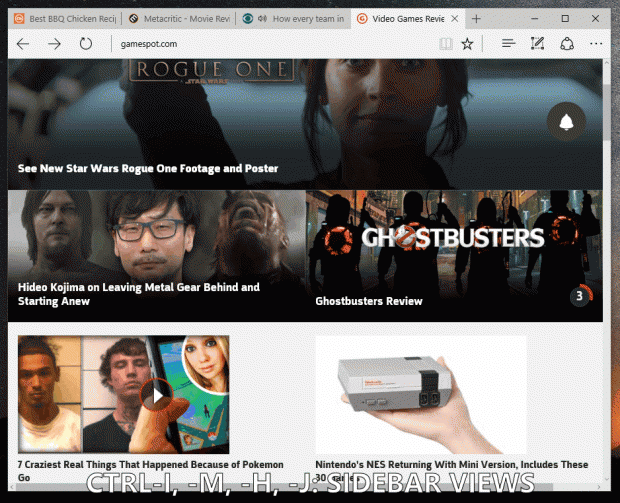 Best BBQ Chicken Recip
Metacritic - Movie Revi
How every team in
Video Games Revie
gamespot.com
ROGUE ONE
A STAR WARS
See New Star Wars Rogue One Footage and Poster
GHOSTBUSTERS
Hideo Kojima on Leaving Metal Gear Behind and
Starting Anew
Ghostbusters Review
3
7 Craziest Real Things That Happened Because of Pokemon
Go
Nintendo's NES Returning With Mini Version, Includes These
30 Games
CTRL-I, -M, -H, -J: SIDEBAR VIEWS